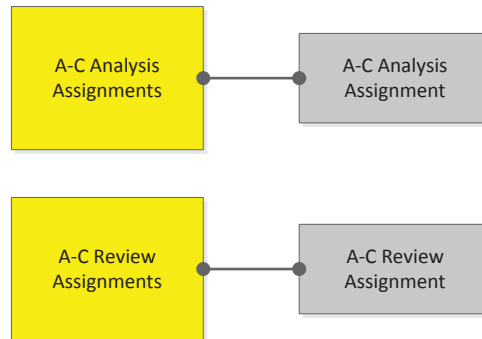 A-C Analysis
Assignments
A-C Analysis
Assignment
A-C Review
Assignments
A-C Review
Assignment